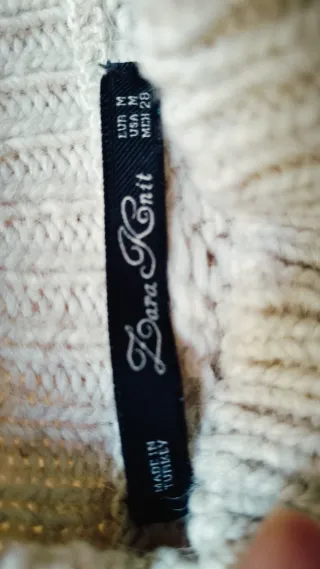 EUR M
USA M
MEX 28
Zara Knit
MADE IN
TURKEY